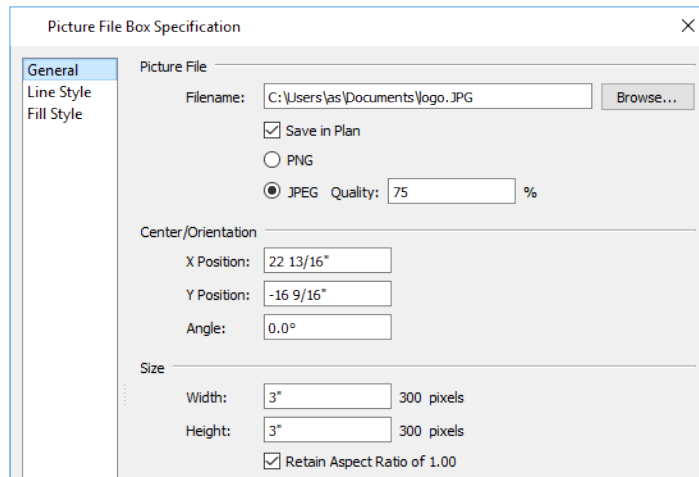 Picture File Box Specification
General
Line Style
Fill Style
Picture File
Filename: C:\Users\as\Documents\logo.JPG Browse...
Save in Plan
PNG
JPEG Quality: 75 %
Center/Orientation
X Position: 22 13/16"
Y Position: -16 9/16"
Angle: 0.0°
Size
Width: 3" 300 pixels
Height: 3" 300 pixels
Retain Aspect Ratio of 1.00